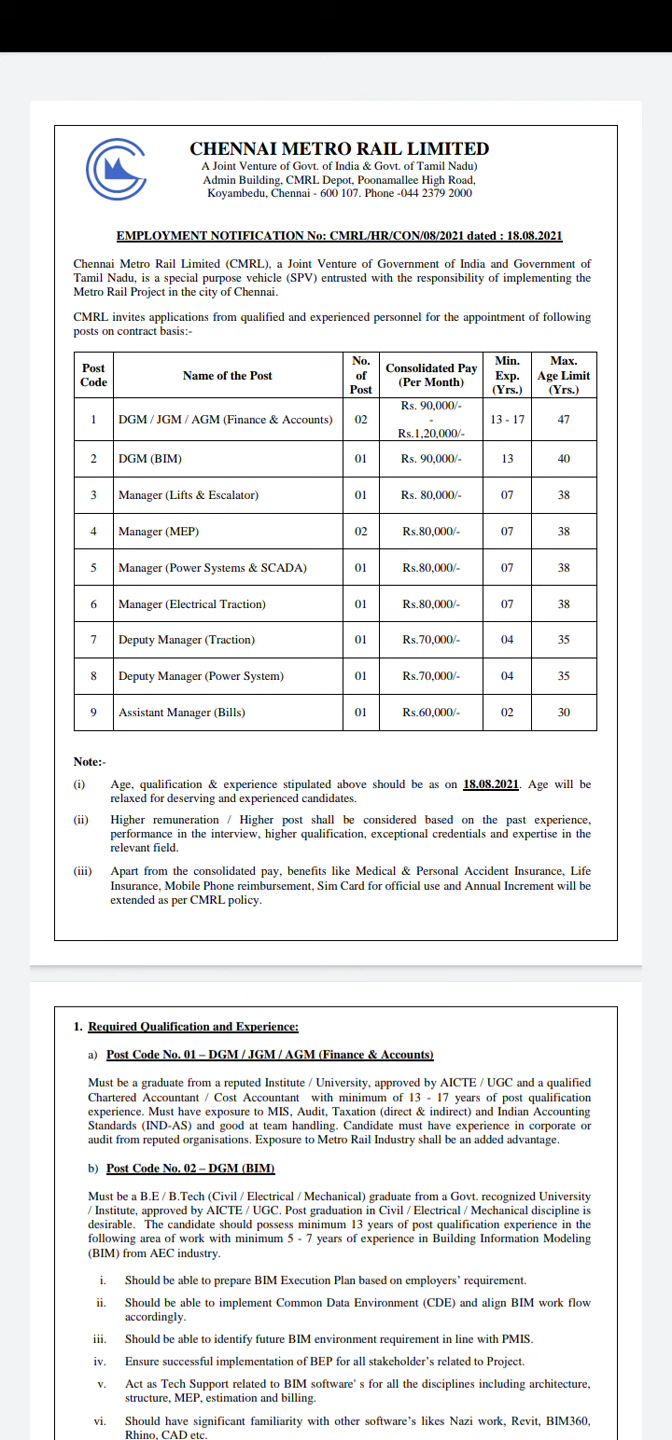 CHENNAI METRO RAIL LIMITED
A Joint Venture of Govt. of India & Govt. of Tamil Nadu)
Admin Building, CMRL Depot, Poonamallee High Road,
Koyambedu, Chennai - 600 107. Phone -044 2379 2000
EMPLOYMENT NOTIFICATION No: CMRL/HR/CON/08/2021 dated : 18.08.2021
Chennai Metro Rail Limited (CMRL), a Joint Venture of Government of India and Government of
Tamil Nadu, is a special purpose vehicle (SPV) entrusted with the responsibility of implementing the
Metro Rail Project in the city of Chennai.
CMRL invites applications from qualified and experienced personnel for the appointment of following
posts on contract basis:-
Post Code | Name of the Post | No. of Post | Consolidated Pay (Per Month) | Min. Exp. (Yrs.) | Max. Age Limit (Yrs.)
1 | DGM / JGM / AGM (Finance & Accounts) | 02 | Rs. 90,000/- - Rs.1,20,000/- | 13 - 17 | 47
2 | DGM (BIM) | 01 | Rs. 90,000/- | 13 | 40
3 | Manager (Lifts & Escalator) | 01 | Rs. 80,000/- | 07 | 38
4 | Manager (MEP) | 02 | Rs.80,000/- | 07 | 38
5 | Manager (Power Systems & SCADA) | 01 | Rs.80,000/- | 07 | 38
6 | Manager (Electrical Traction) | 01 | Rs.80,000/- | 07 | 38
7 | Deputy Manager (Traction) | 01 | Rs.70,000/- | 04 | 35
8 | Deputy Manager (Power System) | 01 | Rs.70,000/- | 04 | 35
9 | Assistant Manager (Bills) | 01 | Rs.60,000/- | 02 | 30
Note:-
(i) Age, qualification & experience stipulated above should be as on 18.08.2021. Age will be
relaxed for deserving and experienced candidates.
(ii) Higher remuneration / Higher post shall be considered based on the past experience,
performance in the interview, higher qualification, exceptional credentials and expertise in the
relevant field.
(iii) Apart from the consolidated pay, benefits like Medical & Personal Accident Insurance, Life
Insurance, Mobile Phone reimbursement, Sim Card for official use and Annual Increment will be
extended as per CMRL policy.
1. Required Qualification and Experience:
a) Post Code No. 01 – DGM / JGM / AGM (Finance & Accounts)
Must be a graduate from a reputed Institute / University, approved by AICTE / UGC and a qualified
Chartered Accountant / Cost Accountant with minimum of 13 - 17 years of post qualification
experience. Must have exposure to MIS, Audit, Taxation (direct & indirect) and Indian Accounting
Standards (IND-AS) and good at team handling. Candidate must have experience in corporate or
audit from reputed organisations. Exposure to Metro Rail Industry shall be an added advantage.
b) Post Code No. 02 – DGM (BIM)
Must be a B.E / B.Tech (Civil / Electrical / Mechanical) graduate from a Govt. recognized University
/ Institute, approved by AICTE / UGC. Post graduation in Civil / Electrical / Mechanical discipline is
desirable. The candidate should possess minimum 13 years of post qualification experience in the
following area of work with minimum 5 - 7 years of experience in Building Information Modeling
(BIM) from AEC industry.
i. Should be able to prepare BIM Execution Plan based on employers’ requirement.
ii. Should be able to implement Common Data Environment (CDE) and align BIM work flow
accordingly.
iii. Should be able to identify future BIM environment requirement in line with PMIS.
iv. Ensure successful implementation of BEP for all stakeholder’s related to Project.
v. Act as Tech Support related to BIM software' s for all the disciplines including architecture,
structure, MEP, estimation and billing.
vi. Should have significant familiarity with other software’s likes Nazi work, Revit, BIM360,
Rhino, CAD etc.